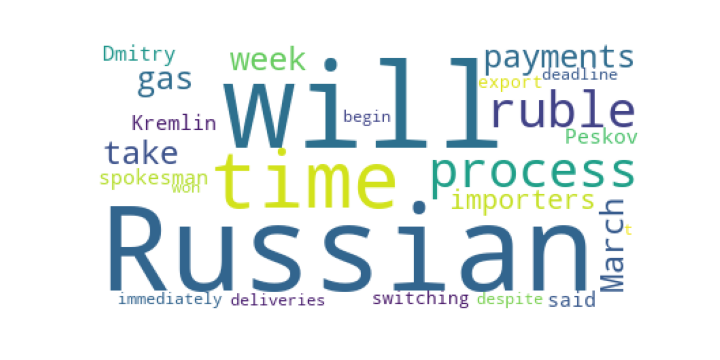 Dmitry
week
payments
gas
will
deadline
export
ruble
Kremlin
begin
Peskov
take
time
process
spokesman
won
importers
Russian
March
t
immediately
deliveries
switching
despite
said